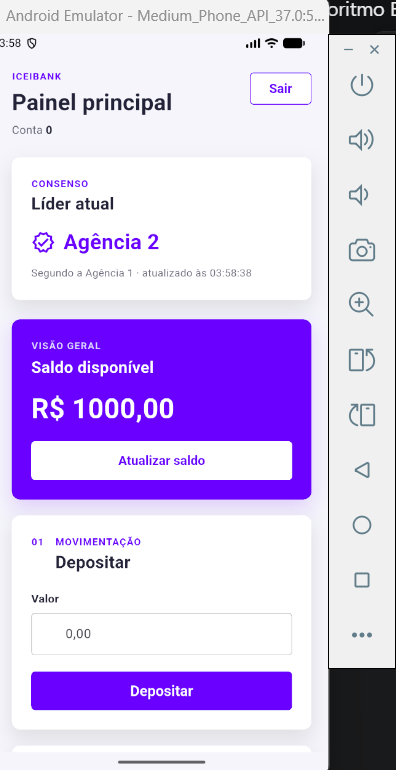 Android Emulator - Medium_Phone_API_37.0:5...
oritmo
3:58
ICEIBANK
Painel principal
Sair
Conta 0
CONSENSO
Líder atual
Agência 2
Segundo a Agência 1 · atualizado às 03:58:38
VISÃO GERAL
Saldo disponível
R$ 1000,00
Atualizar saldo
01 MOVIMENTAÇÃO
Depositar
Valor
0,00
Depositar